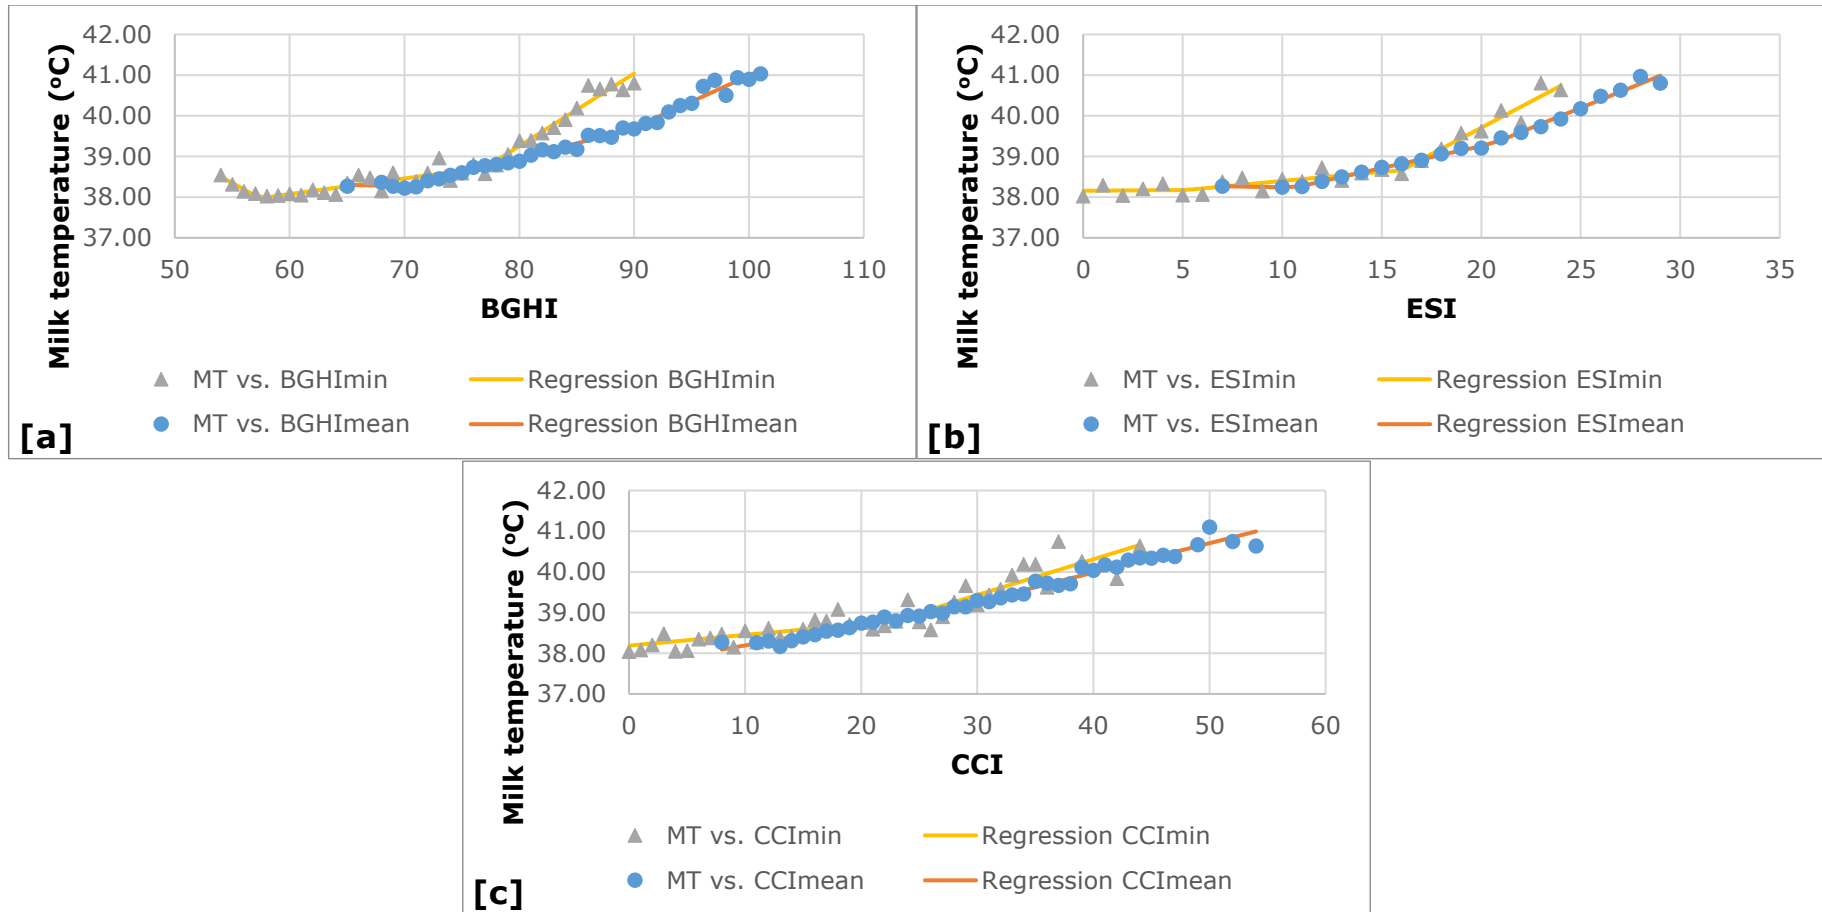 Milk temperature (ºC)
42.00
41.00
40.00
39.00
38.00
37.00
50 60 70 80 90 100 110
BGHI
MT vs. BGHImin Regression BGHImin
MT vs. BGHImean Regression BGHImean
[a]
Milk temperature (ºC)
42.00
41.00
40.00
39.00
38.00
37.00
0 5 10 15 20 25 30 35
ESI
MT vs. ESImin Regression ESImin
MT vs. ESImean Regression ESImean
[b]
Milk temperature (ºC)
42.00
41.00
40.00
39.00
38.00
37.00
0 10 20 30 40 50 60
CCI
MT vs. CCImin Regression CCImin
MT vs. CCImean Regression CCImean
[c]